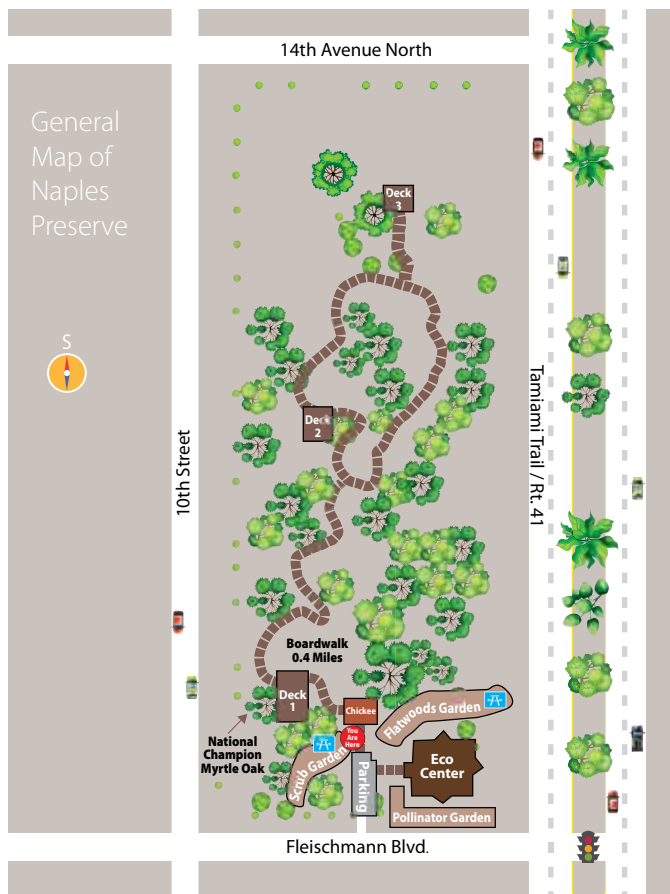 14th Avenue North
General
Map of
Naples
Preserve
Deck
3
S
Tamiami Trail / Rt. 41
Deck
2
10th Street
Boardwalk
0.4 Miles
Deck
1
Chickee
Flatwoods Garden
National
Champion
Myrtle Oak
You
Are
Here
Scrub Garden
Parking
Eco
Center
Pollinator Garden
Fleischmann Blvd.